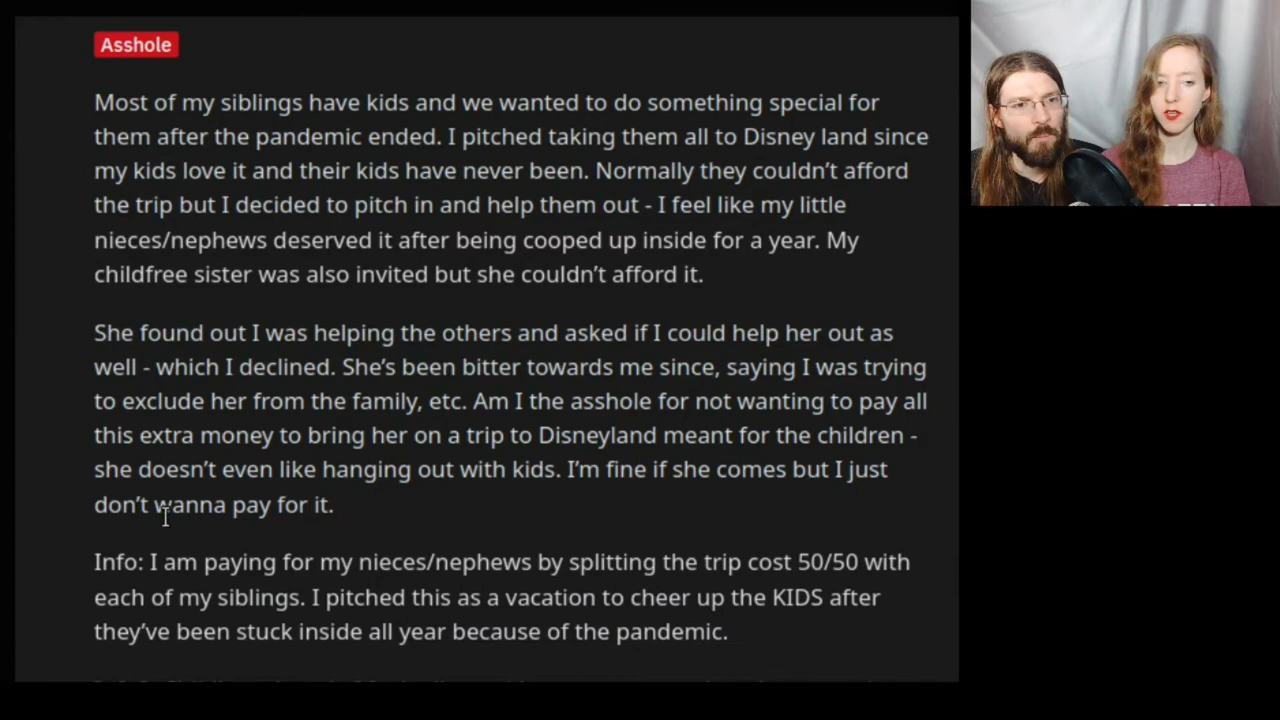 Asshole
Most of my siblings have kids and we wanted to do something special for
them after the pandemic ended. I pitched taking them all to Disney land since
my kids love it and their kids have never been. Normally they couldn’t afford
the trip but I decided to pitch in and help them out - I feel like my little
nieces/nephews deserved it after being cooped up inside for a year. My
childfree sister was also invited but she couldn’t afford it.
She found out I was helping the others and asked if I could help her out as
well - which I declined. She’s been bitter towards me since, saying I was trying
to exclude her from the family, etc. Am I the asshole for not wanting to pay all
this extra money to bring her on a trip to Disneyland meant for the children -
she doesn’t even like hanging out with kids. I’m fine if she comes but I just
don’t wanna pay for it.
Info: I am paying for my nieces/nephews by splitting the trip cost 50/50 with
each of my siblings. I pitched this as a vacation to cheer up the KIDS after
they’ve been stuck inside all year because of the pandemic.